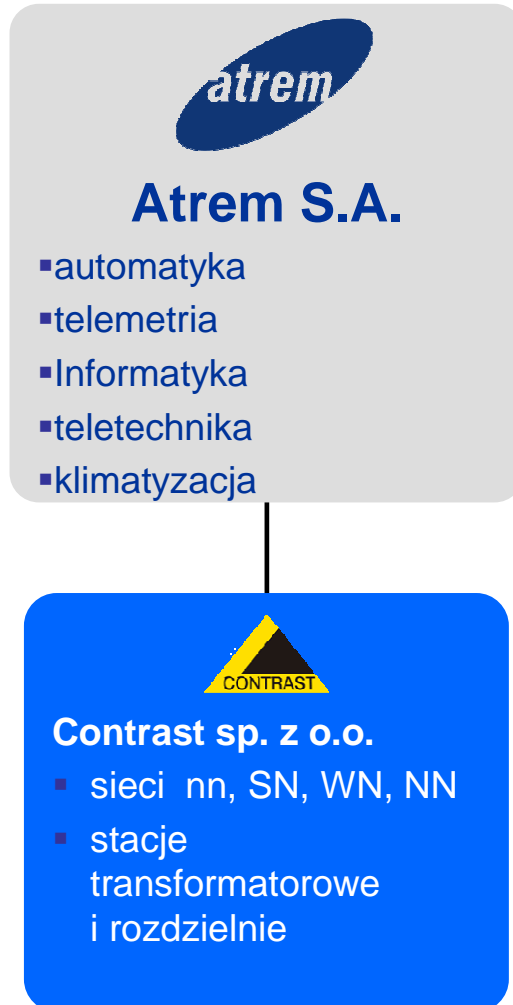 atrem
Atrem S.A.
▪automatyka
▪telemetria
▪Informatyka
▪teletechnika
▪klimatyzacja
CONTRAST
Contrast sp. z o.o.
▪ sieci nn, SN, WN, NN
▪ stacje
transformatorowe
i rozdzielnie